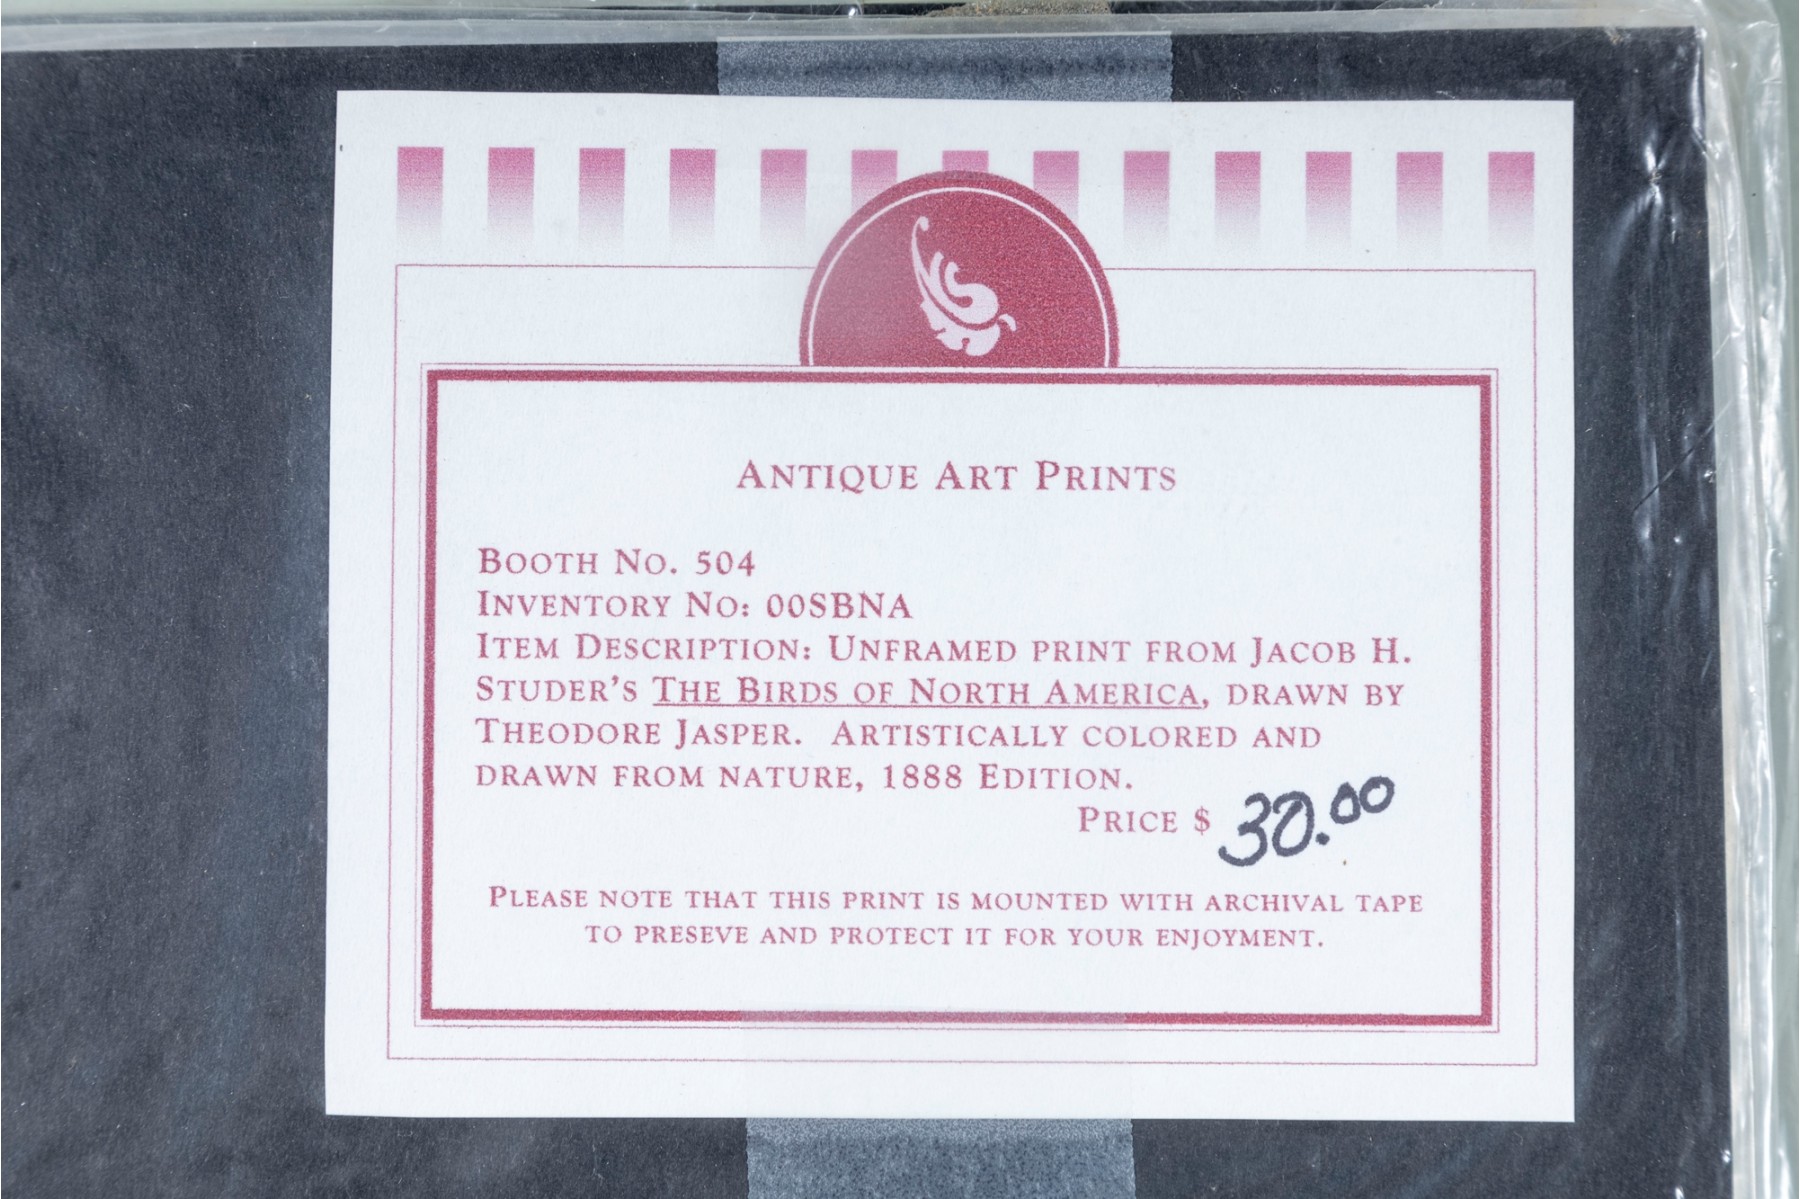 Antique Art Prints
Booth No. 504
Inventory No: 00SBNA
Item Description: Unframed print from Jacob H.
Studer's The Birds of North America, drawn by
Theodore Jasper. Artistically colored and
drawn from nature, 1888 Edition.
Price $ 30.00
Please note that this print is mounted with archival tape
to preseve and protect it for your enjoyment.